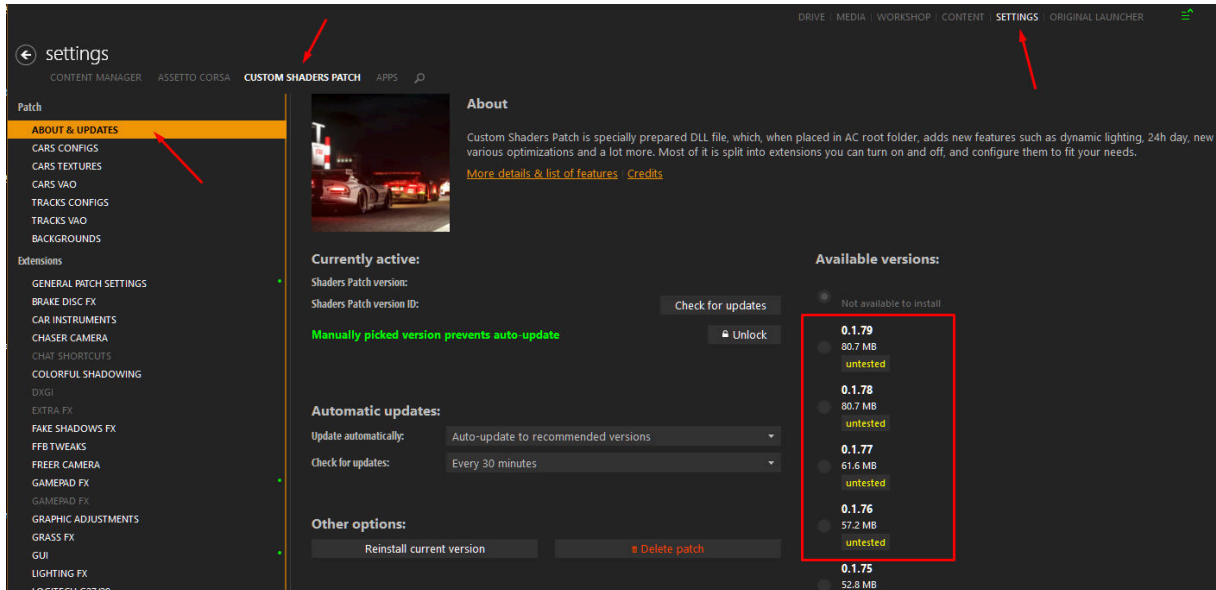 DRIVE | MEDIA | WORKSHOP | CONTENT | SETTINGS | ORIGINAL LAUNCHER
settings
CONTENT MANAGER ASSETTO CORSA CUSTOM SHADERS PATCH APPS
Patch
ABOUT & UPDATES
CARS CONFIGS
CARS TEXTURES
CARS VAO
TRACKS CONFIGS
TRACKS VAO
BACKGROUNDS
Extensions
GENERAL PATCH SETTINGS
BRAKE DISC FX
CAR INSTRUMENTS
CHASER CAMERA
CHAT SHORTCUTS
COLORFUL SHADOWING
DXGI
EXTRA FX
FAKE SHADOWS FX
FFB TWEAKS
FREER CAMERA
GAMEPAD FX
GAMEPAD FX
GRAPHIC ADJUSTMENTS
GRASS FX
GUI
LIGHTING FX
About
Custom Shaders Patch is specially prepared DLL file, which, when placed in AC root folder, adds new features such as dynamic lighting, 24h day, new
various optimizations and a lot more. Most of it is split into extensions you can turn on and off, and configure them to fit your needs.
More details & list of features | Credits
Currently active:
Shaders Patch version:
Shaders Patch version ID:
Check for updates
Manually picked version prevents auto-update
Unlock
Automatic updates:
Update automatically: Auto-update to recommended versions
Check for updates: Every 30 minutes
Other options:
Reinstall current version
Delete patch
Available versions:
Not available to install
0.1.79
80.7 MB
untested
0.1.78
80.7 MB
untested
0.1.77
61.6 MB
untested
0.1.76
57.2 MB
untested
0.1.75
52.8 MB